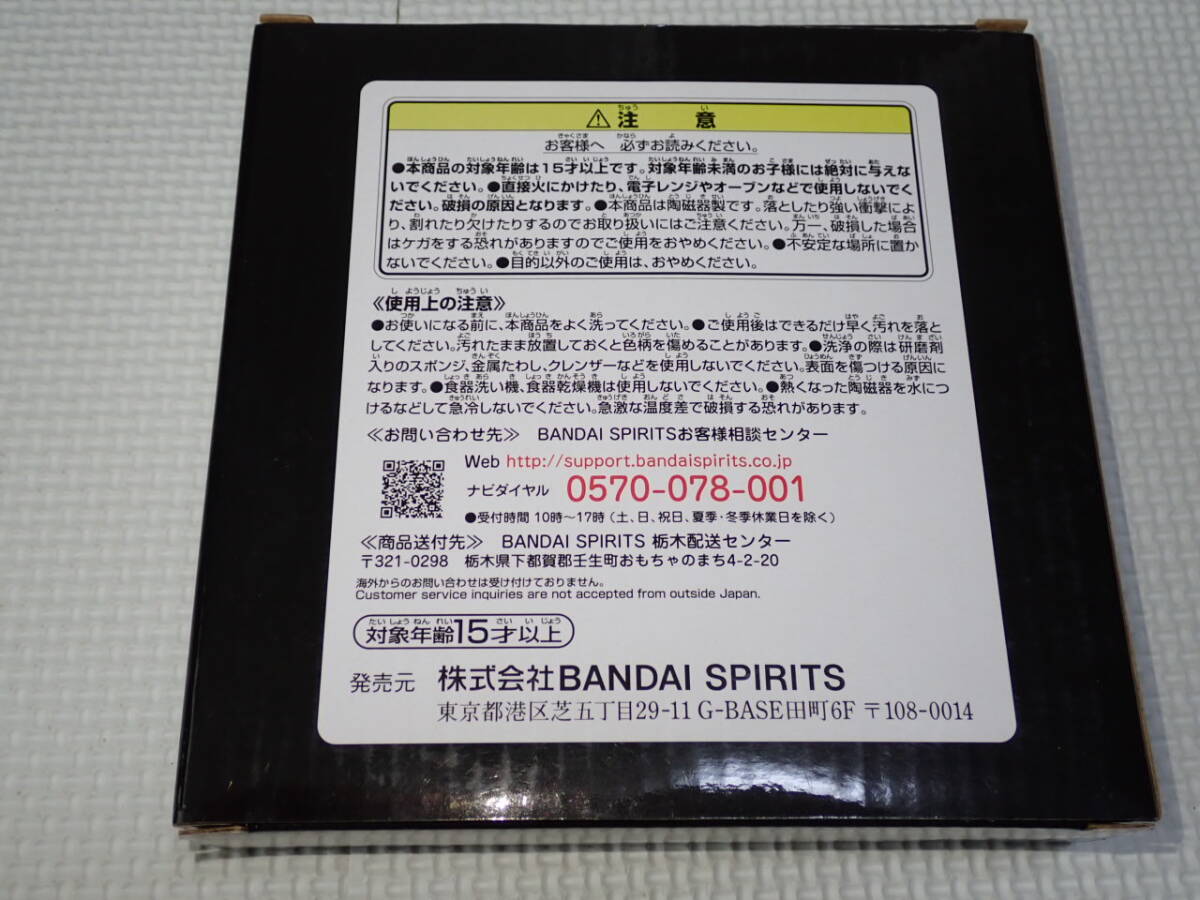 ⚠注意
お客様へ 必ずお読みください。
●本商品の対象年齢は15才以上です。対象年齢未満のお子様には絶対に与えな
いでください。●直接火にかけたり、電子レンジやオーブンなどで使用しないでく
ださい。破損の原因となります。●本商品は陶磁器製です。落としたり強い衝撃によ
り、割れたり欠けたりするのでお取り扱いにはご注意ください。万一、破損した場合
はケガをする恐れがありますのでご使用をおやめください。●不安定な場所に置か
ないでください。●目的以外のご使用は、おやめください。
《使用上の注意》
●お使いになる前に、本商品をよく洗ってください。●ご使用後はできるだけ早く汚れを落と
してください。汚れたまま放置しておくと色柄を傷めることがあります。●洗浄の際は研磨剤
入りのスポンジ、金属たわし、クレンザーなどを使用しないでください。表面を傷つける原因に
なります。●食器洗い機、食器乾燥機は使用しないでください。●熱くなった陶磁器を水につ
けるなどして急冷しないでください。急激な温度差で破損する恐れがあります。
≪お問い合わせ先≫ BANDAI SPIRITSお客様相談センター
Web http://support.bandaispirits.co.jp
ナビダイヤル 0570-078-001
●受付時間 10時〜17時（土、日、祝日、夏季・冬季休業日を除く）
≪商品送付先≫ BANDAI SPIRITS 栃木配送センター
〒321-0298 栃木県下都賀郡壬生町おもちゃのまち4-2-20
海外からのお問い合わせは受け付けておりません。
Customer service inquiries are not accepted from outside Japan.
対象年齢15才以上
発売元 株式会社BANDAI SPIRITS
東京都港区芝五丁目29-11 G-BASE田町6F 〒108-0014